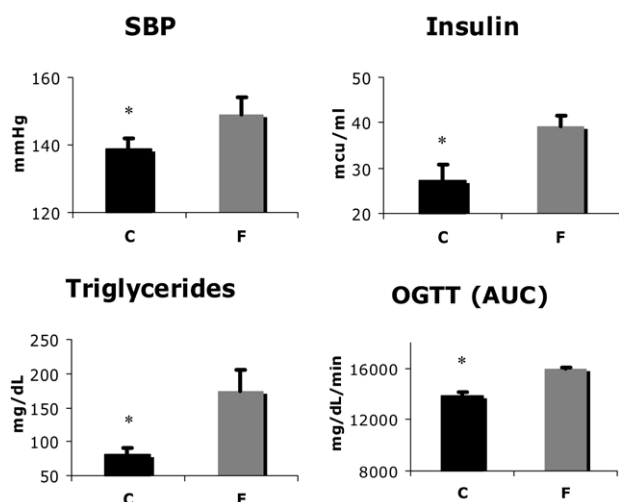 SBP
mmHg
160
140
120
*
C
F
Insulin
mcu/ml
50
40
30
20
*
C
F
Triglycerides
mg/dL
250
200
150
100
50
*
C
F
OGTT (AUC)
mg/dL/min
16000
12000
8000
*
C
F